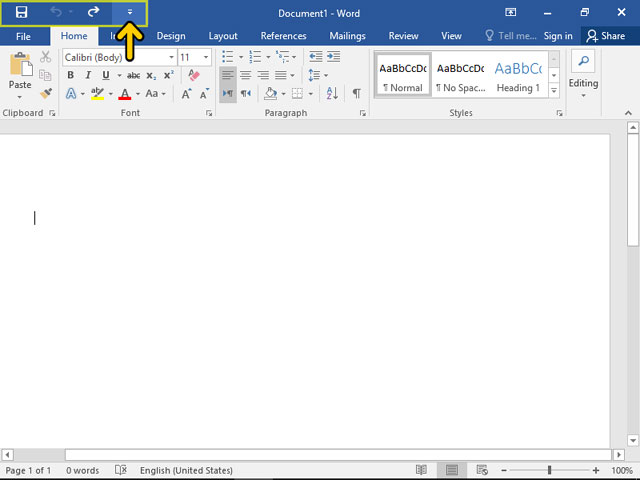 Document1 - Word
File Home Design Layout References Mailings Review View Tell me... Sign in Share
Calibri (Body) 11
B I U abc x₂ x²
A aby A Aa A A
AaBbCcDc AaBbCcDc AaBbCc
¶ Normal ¶ No Spac... Heading 1
Paste
Editing
Clipboard Font Paragraph Styles
Page 1 of 1 0 words English (United States) 100%